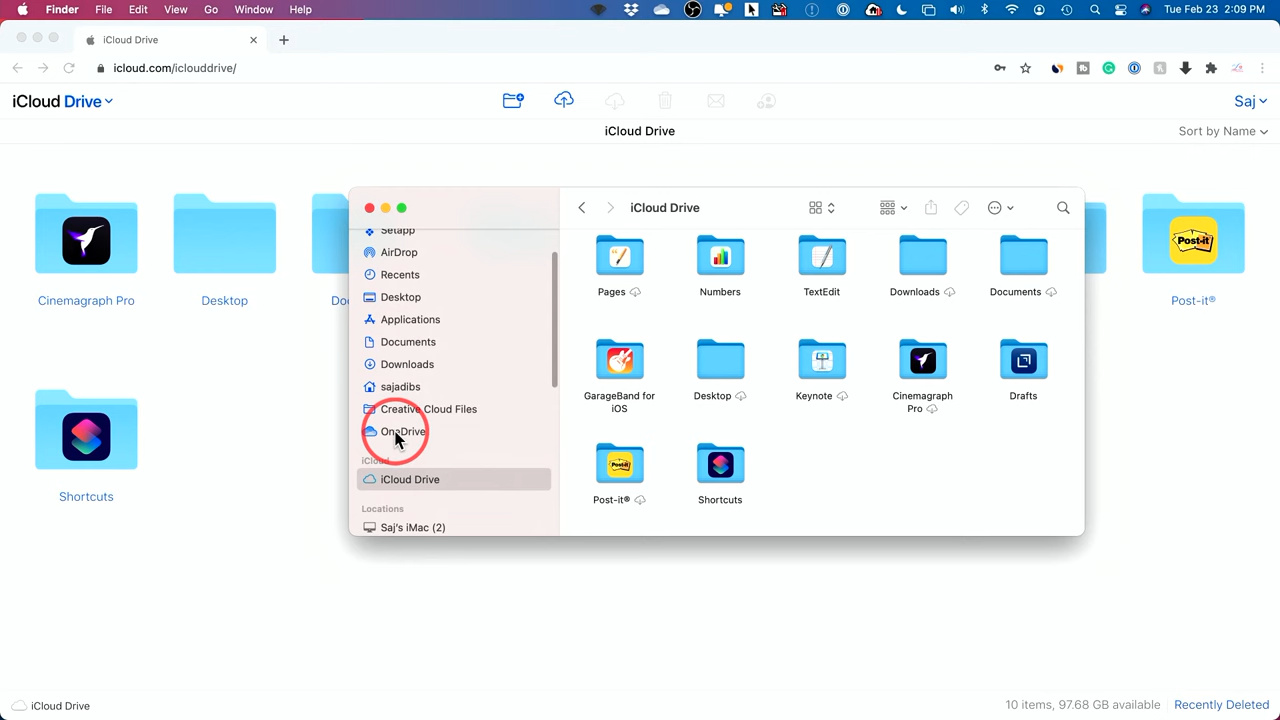 Finder File Edit View Go Window Help Tue Feb 23 2:09 PM
iCloud Drive
icloud.com/iclouddrive/
iCloud Drive Saj
iCloud Drive Sort by Name
Cinemagraph Pro Desktop Post-it®
Shortcuts
iCloud Drive
Setapp
AirDrop
Recents
Desktop
Applications
Documents
Downloads
sajadibs
Creative Cloud Files
OneDrive
iCloud
iCloud Drive
Locations
Saj's iMac (2)
Pages Numbers TextEdit Downloads Documents
GarageBand for iOS Desktop Keynote Cinemagraph Pro Drafts
Post-it® Shortcuts
iCloud Drive 10 items, 97.68 GB available Recently Deleted